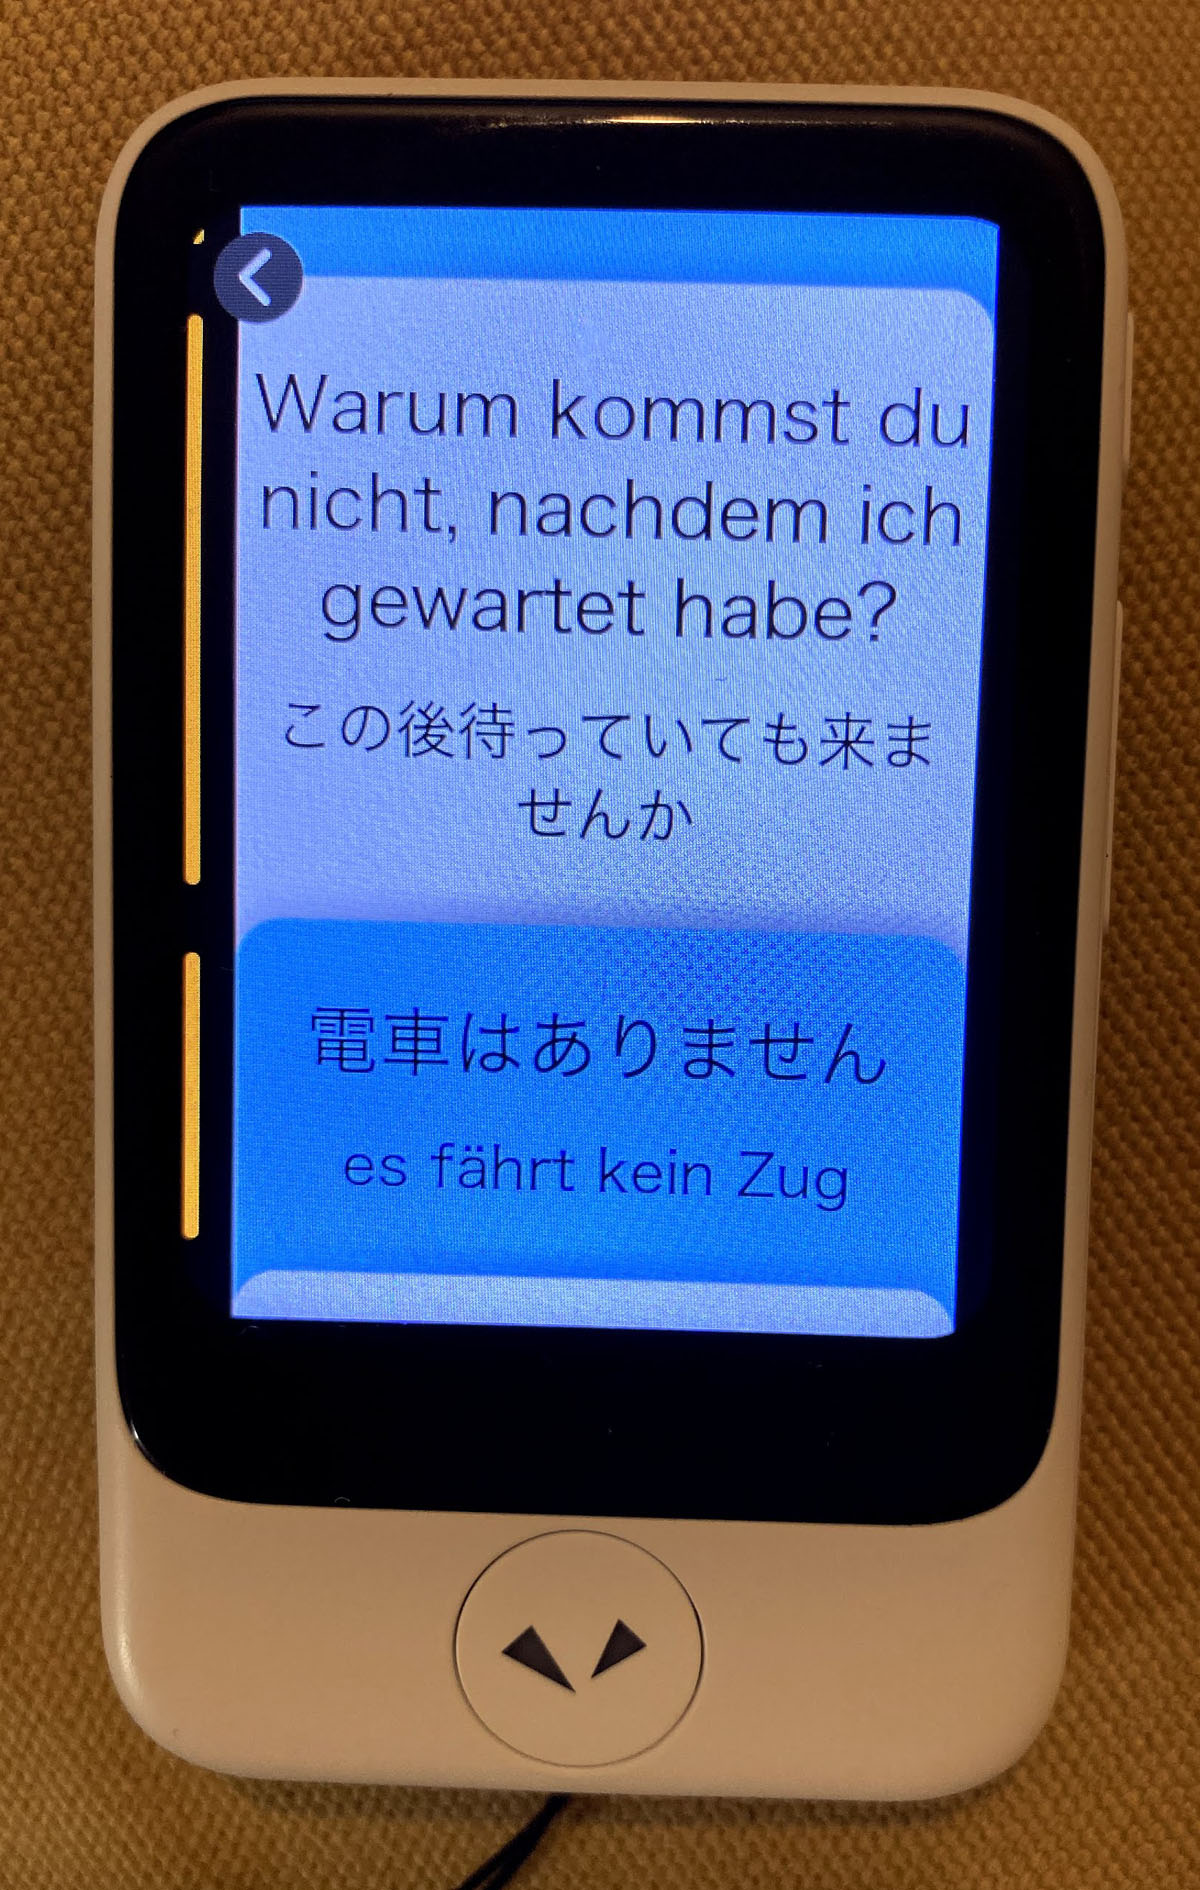 Warum kommst du
nicht, nachdem ich
gewartet habe?
この後待っていても来ま
せんか
電車はありません
es fährt kein Zug